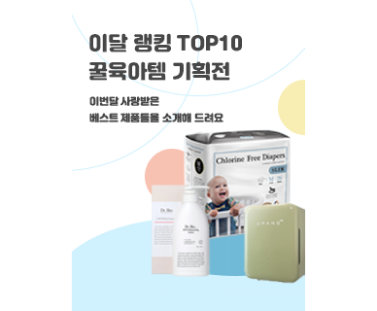 이달 랭킹 TOP10
꿀육아템 기획전
이번달 사랑받은
베스트 제품들을 소개해 드려요
Chlorine Free Diapers